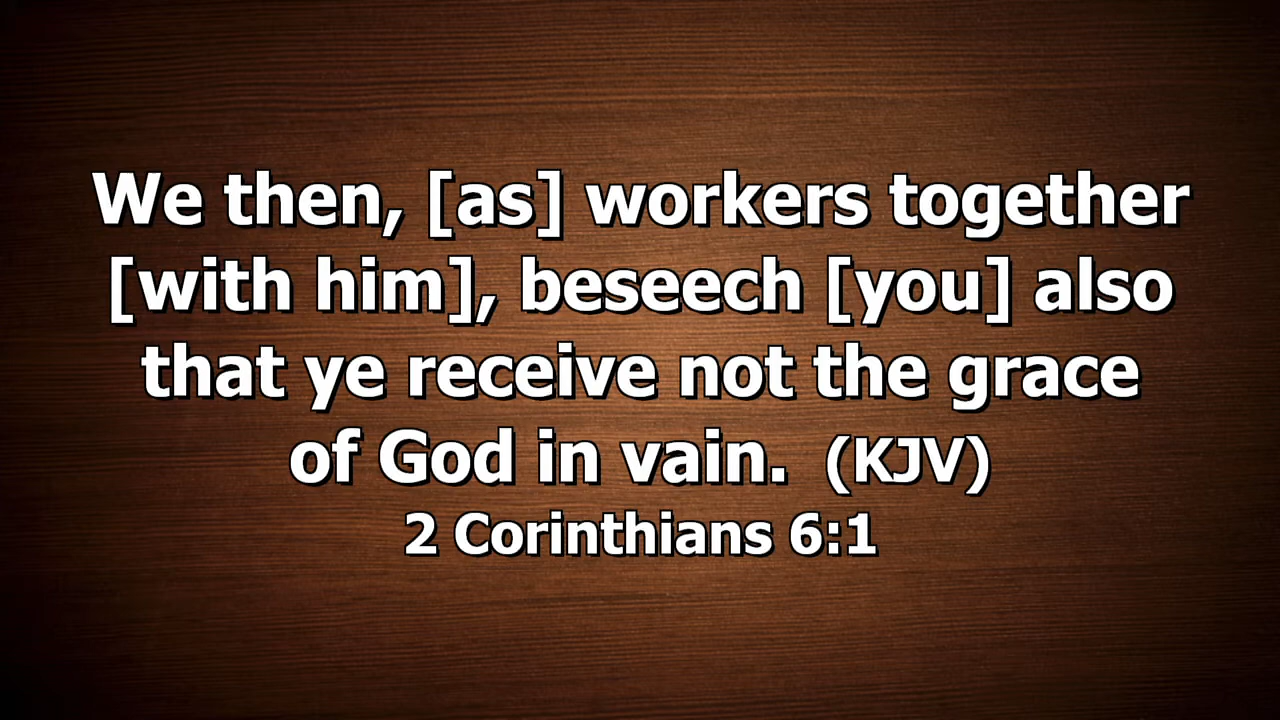 We then, [as] workers together
[with him], beseech [you] also
that ye receive not the grace
of God in vain.  (KJV)
2 Corinthians 6:1